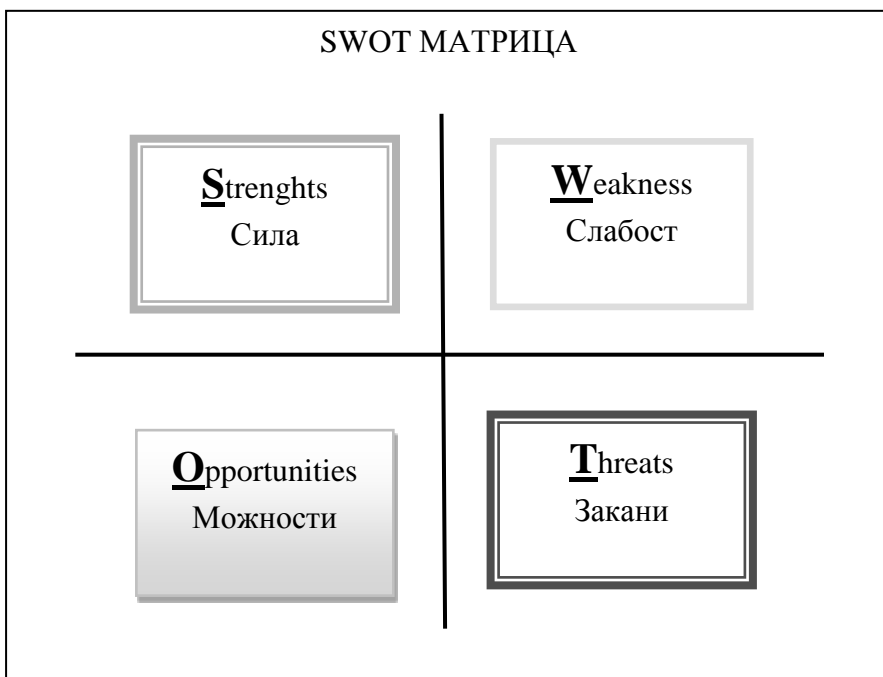 SWOT МАТРИЦА
Strenghts
Сила
Weakness
Слабост
Opportunities
Можности
Threats
Закани